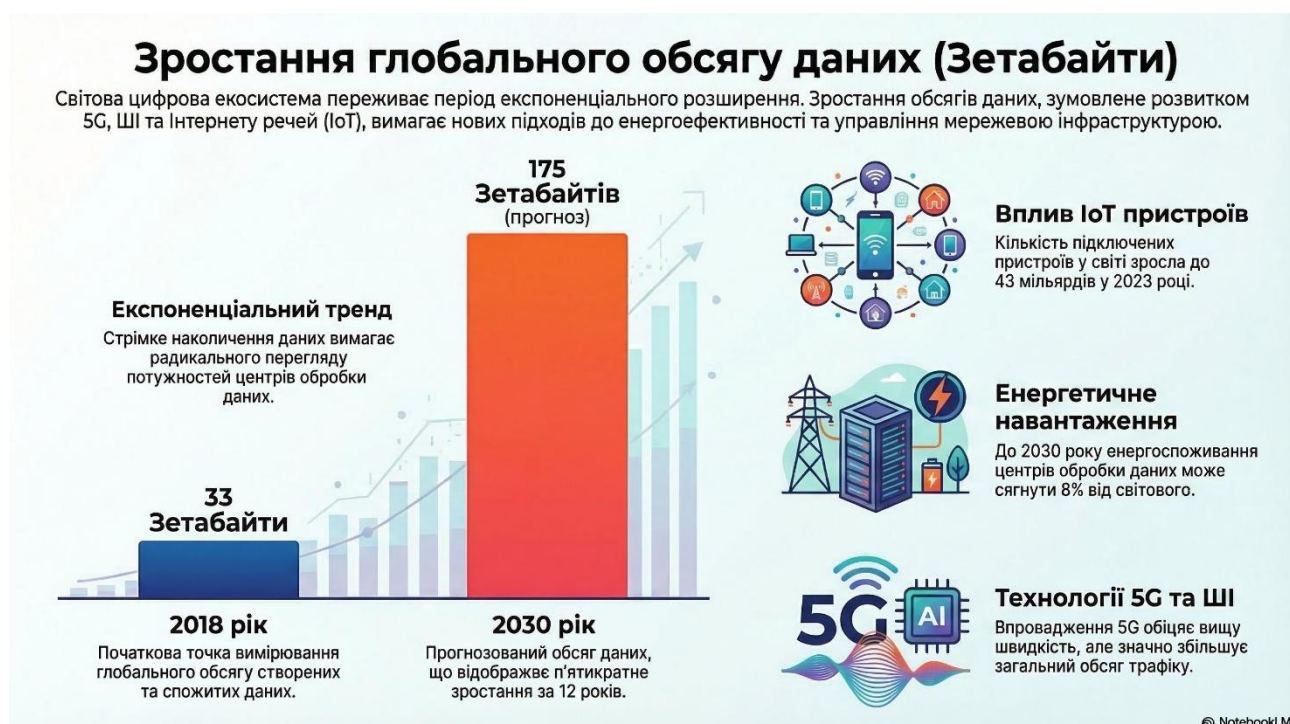 Зростання глобального обсягу даних (Зетабайти)
Світова цифрова екосистема переживає період експоненціального розширення. Зростання обсягів даних, зумовлене розвитком
5G, ШІ та Інтернету речей (IoT), вимагає нових підходів до енергоефективності та управління мережевою інфраструктурою.
Експоненціальний тренд
Стрімке наколичення даних вимагає
радикального перегляду
потужностей центрів обробки
даних.
33
Зетабайти
175
Зетабайтів
(прогноз)
2018 рік
Початкова точка вимірювання
глобального обсягу створених
та спожитих даних.
2030 рік
Прогнозований обсяг даних,
що відображвє п'ятикратне
зростання за 12 років.
Вплив IoT пристроїв
Кількість підключених
пристроїв у світі зросла до
43 мільярдів у 2023 році.
Енергетичне
навантаження
До 2030 року енергоспоживання
центрів обробки даних може
сягнути 8% від світового.
5G
AI
Технології 5G та ШІ
Впровадження 5G обіцяє вищу
швидкість, але значно збільшує
загальний обсяг трафіку.
NotebookLM